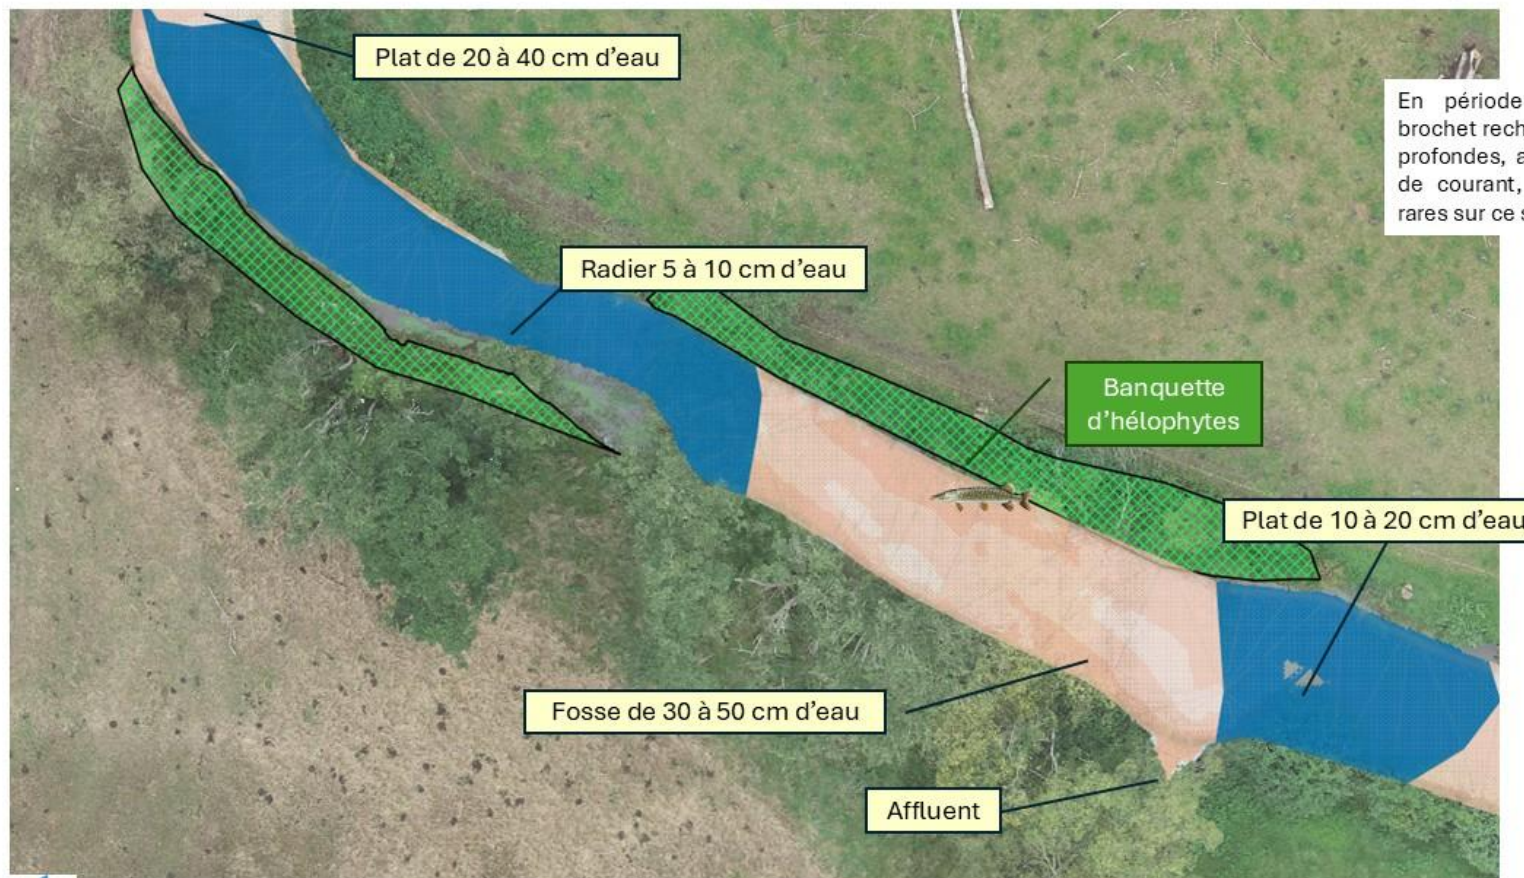 Plat de 20 à 40 cm d’eau
En période
brochet
profondes,
de courant,
rares sur ce
Radier 5 à 10 cm d’eau
Banquette
d’hélophytes
Plat de 10 à 20 cm d’eau
Fosse de 30 à 50 cm d’eau
Affluent